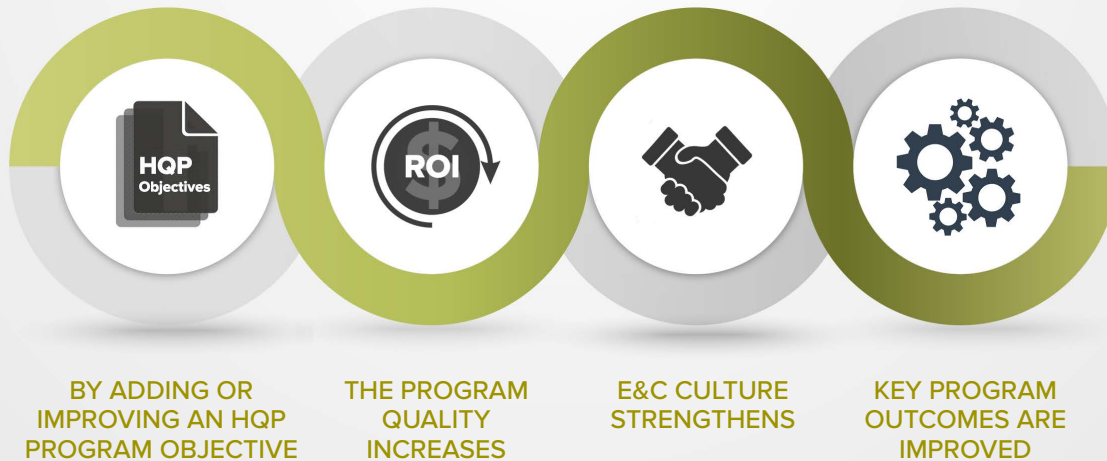 HQP
Objectives
$
ROI
BY ADDING OR
IMPROVING AN HQP
PROGRAM OBJECTIVE
THE PROGRAM
QUALITY
INCREASES
E&C CULTURE
STRENGTHENS
KEY PROGRAM
OUTCOMES ARE
IMPROVED